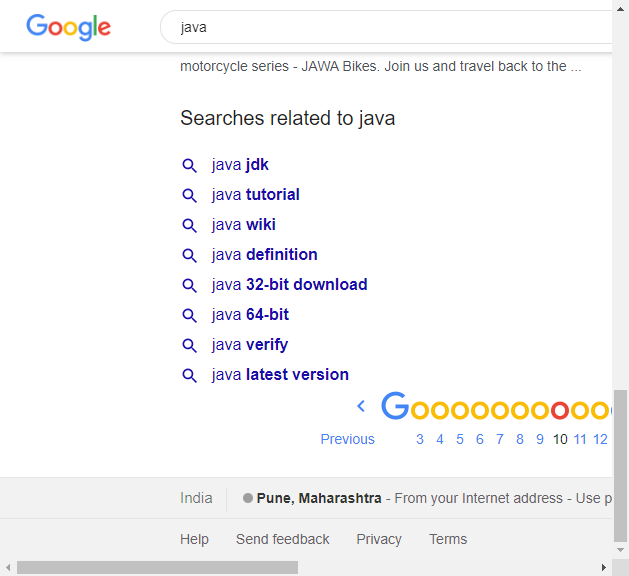 Google
java
motorcycle series - JAWA Bikes. Join us and travel back to the ...
Searches related to java
java jdk
java tutorial
java wiki
java definition
java 32-bit download
java 64-bit
java verify
java latest version
Goooooooooo
Previous 3 4 5 6 7 8 9 10 11 12
India Pune, Maharashtra - From your Internet address - Use p
Help Send feedback Privacy Terms